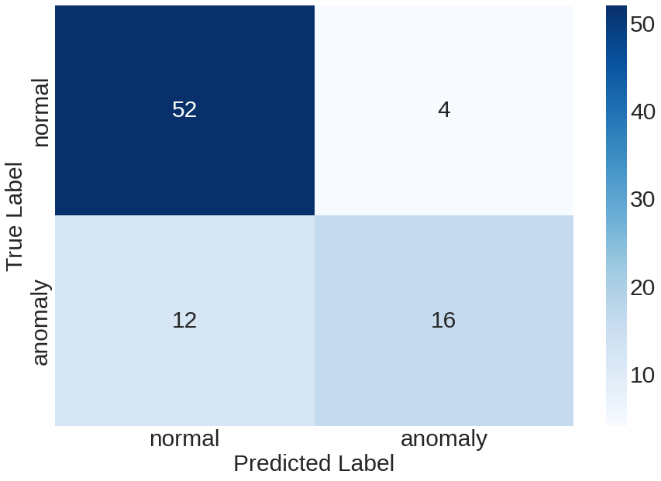 52 4
12 16
True Label
normal
anomaly
normal anomaly
Predicted Label
50
40
30
20
10